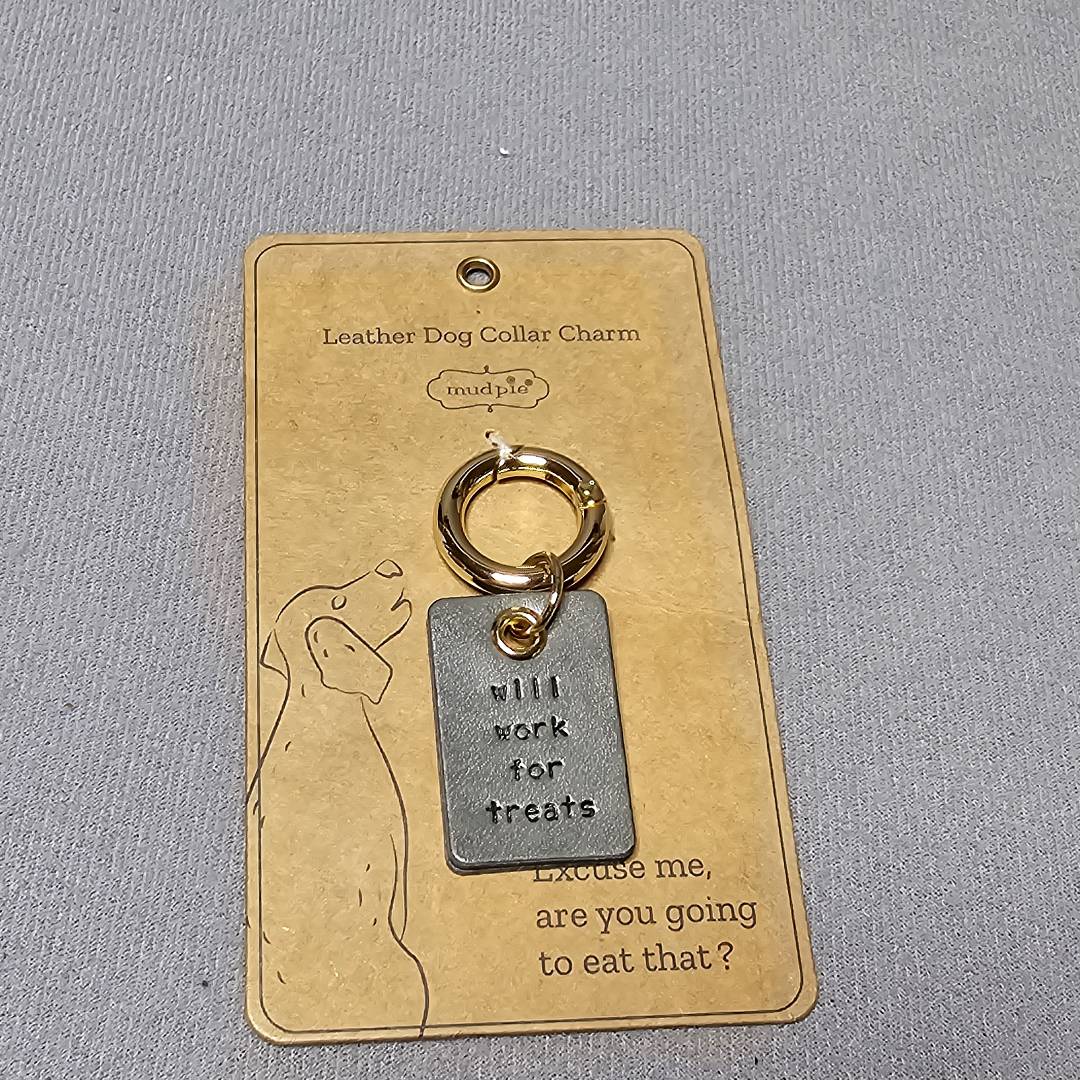 Leather Dog Collar Charm
mudpie
will
work
for
treats
Excuse me,
are you going
to eat that?